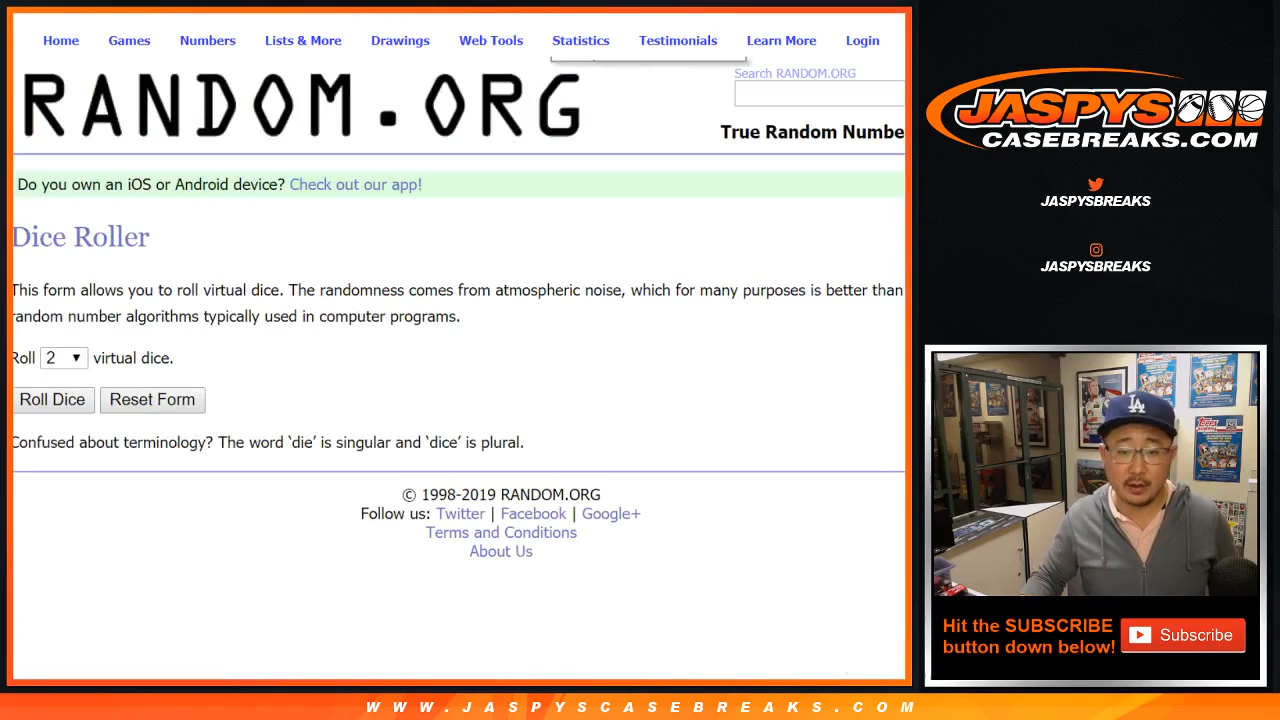 Home Games Numbers Lists & More Drawings Web Tools Statistics Testimonials Learn More Login
RANDOM.ORG
Search RANDOM.ORG
True Random Numbe
Do you own an iOS or Android device? Check out our app!
Dice Roller
This form allows you to roll virtual dice. The randomness comes from atmospheric noise, which for many purposes is better than
random number algorithms typically used in computer programs.
Roll 2 virtual dice.
Roll Dice Reset Form
Confused about terminology? The word ‘die’ is singular and ‘dice’ is plural.
© 1998-2019 RANDOM.ORG
Follow us: Twitter | Facebook | Google+
Terms and Conditions
About Us
JASPYS
CASEBREAKS.COM
JASPYSBREAKS
JASPYSBREAKS
LA
Hit the SUBSCRIBE
button down below!
Subscribe
WWW.JASPYSCASEBREAKS.COM